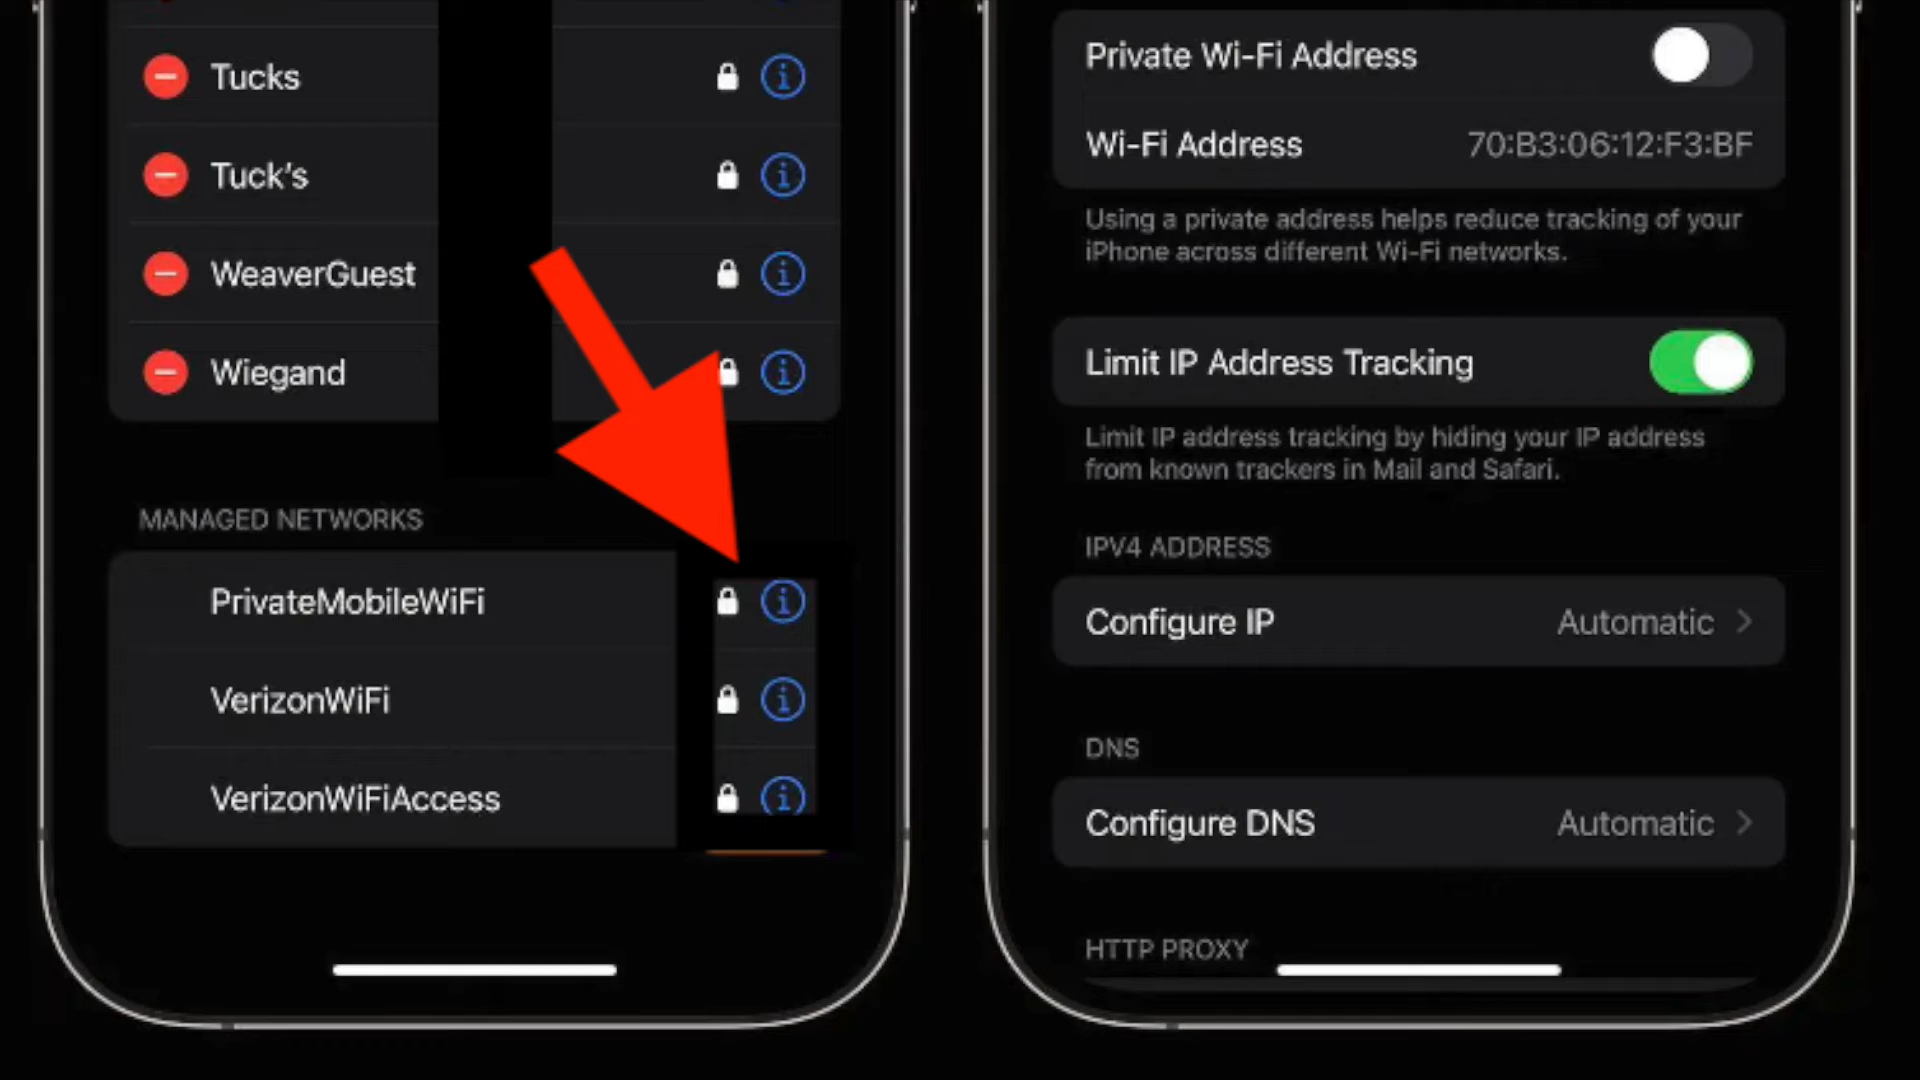 Tucks
Tuck's
WeaverGuest
Wiegand
MANAGED NETWORKS
PrivateMobileWiFi
VerizonWiFi
VerizonWiFiAccess
Private Wi-Fi Address
Wi-Fi Address 70:B3:06:12:F3:BF
Using a private address helps reduce tracking of your
iPhone across different Wi-Fi networks.
Limit IP Address Tracking
Limit IP address tracking by hiding your IP address
from known trackers in Mail and Safari.
IPV4 ADDRESS
Configure IP Automatic
DNS
Configure DNS Automatic
HTTP PROXY